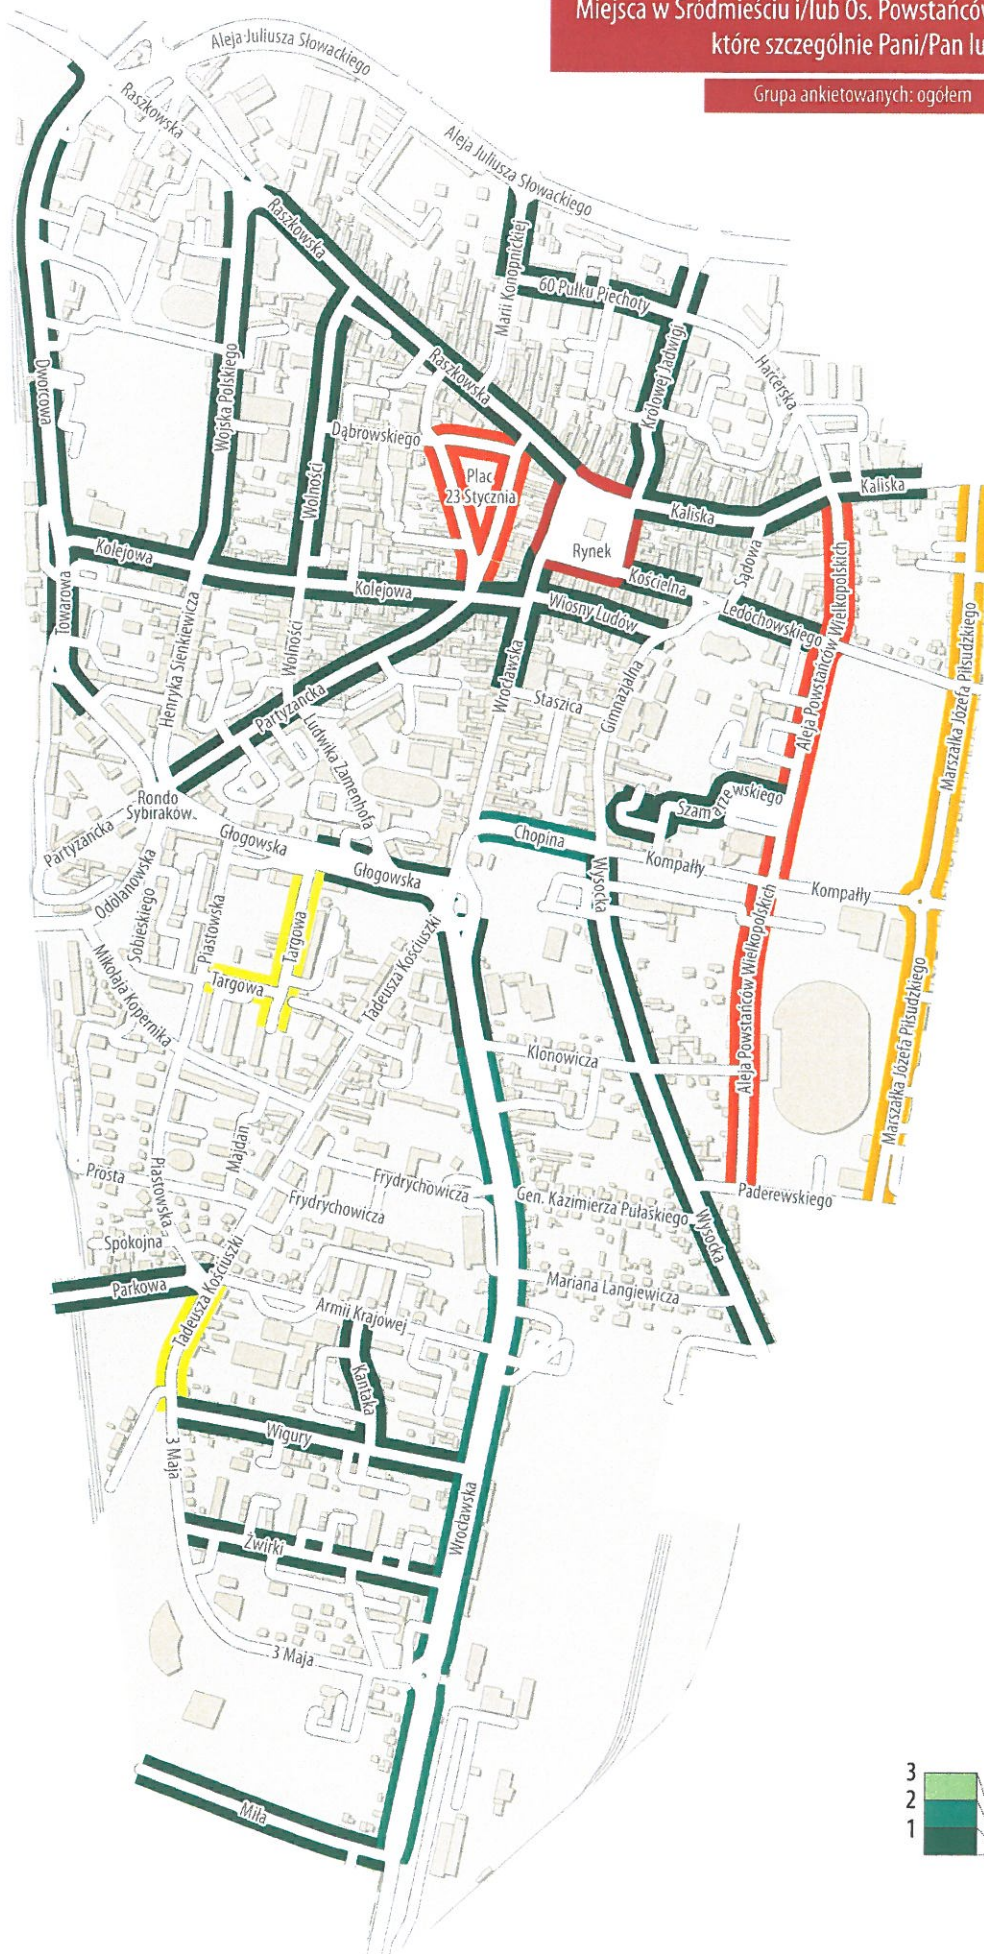 Miejsca w Śródmieściu i/lub Os. Powstańców
które szczególnie Pani/Pan lu
Grupa ankietowanych: ogółem
Aleja Juliusza Słowackiego
Raszkowska
Aleja Juliusza Słowackiego
Raszkowska
Marii Konopnickiej
60 Pułku Piechoty
Królowej Jadwigi
Harcerska
Dworcowa
Wojska Polskiego
Raszkowska
Dąbrowskiego
Wolności
Plac
23 Stycznia
Kaliska
Kaliska
Rynek
Sądowa
Kolejowa
Kolejowa
Kościelna
Wiosny Ludów
Ledóchowskiego
Aleja Powstańców Wielkopolskich
Towarowa
Henryka Sienkiewicza
Wolności
Wrocławska
Gimnazjalna
Staszica
Marszałka Józefa Piłsudskiego
Partyzancka
Ludwika Zamenhofa
Szamarzewskiego
Rondo
Sybiraków
Partyzancka
Głogowska
Głogowska
Chopina
Kompałły
Kompałły
Wysocka
Odolanowska
Sobieskiego
Piastowska
Targowa
Targowa
Tadeusza Kościuszki
Mikołaja Kopernika
Aleja Powstańców Wielkopolskich
Marszałka Józefa Piłsudskiego
Klonowicza
Majdan
Prosta
Piastowska
Frydrychowicza
Frydrychowicza
Gen. Kazimierza Pułaskiego
Paderewskiego
Wysocka
Spokojna
Parkowa
Tadeusza Kościuszki
Mariana Langiewicza
Armii Krajowej
Kantaka
Wigury
3 Maja
Wrocławska
Żwirki
3 Maja
Miła
3
2
1